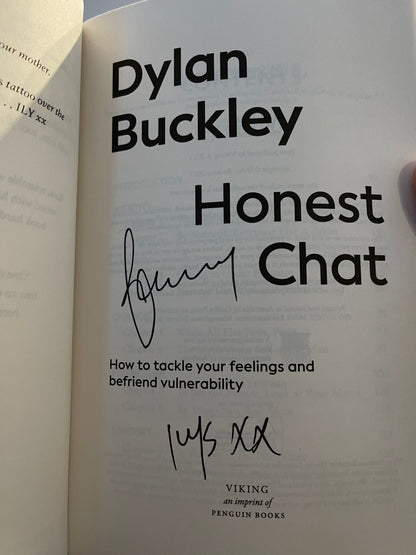 our mother.
s tattoo over the
. . ILY xx
Dylan
Buckley
Honest
Chat
How to tackle your feelings and
befriend vulnerability
xx
VIKING
an imprint of
PENGUIN BOOKS